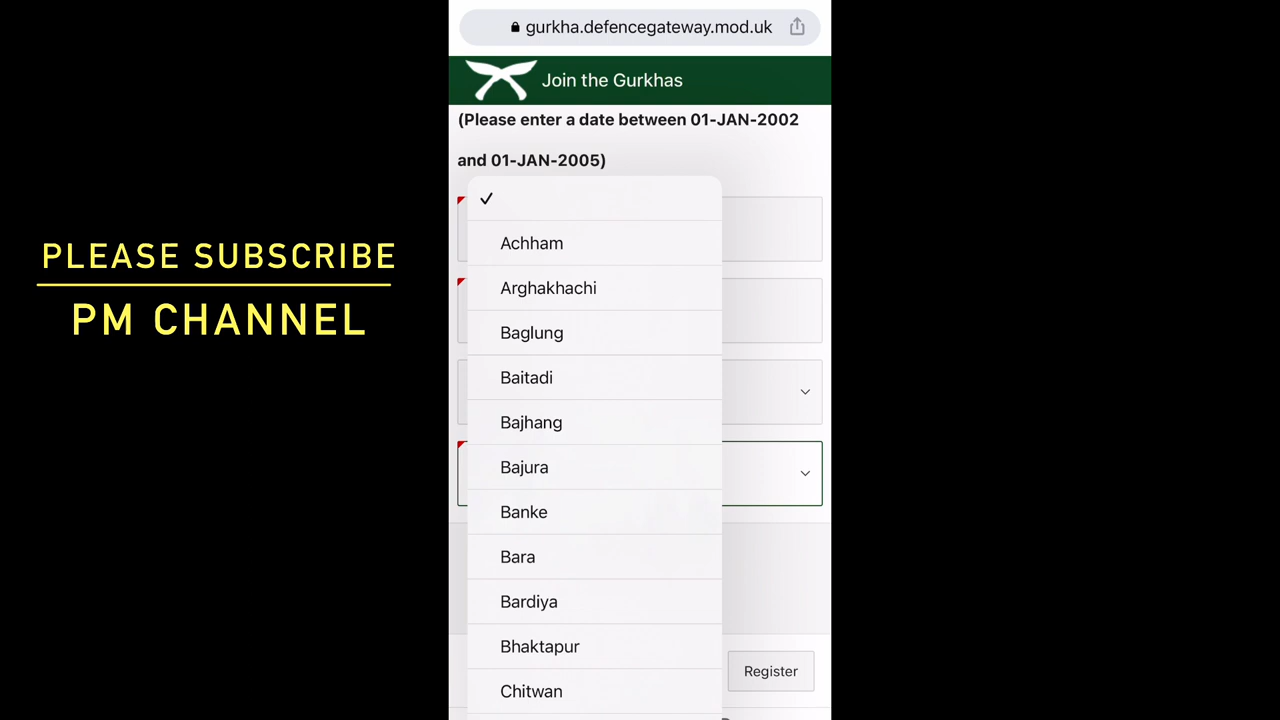 gurkha.defencegateway.mod.uk
Join the Gurkhas
(Please enter a date between 01-JAN-2002
and 01-JAN-2005)
Achham
Arghakhachi
Baglung
Baitadi
Bajhang
Bajura
Banke
Bara
Bardiya
Bhaktapur
Chitwan
Register
PLEASE SUBSCRIBE
PM CHANNEL